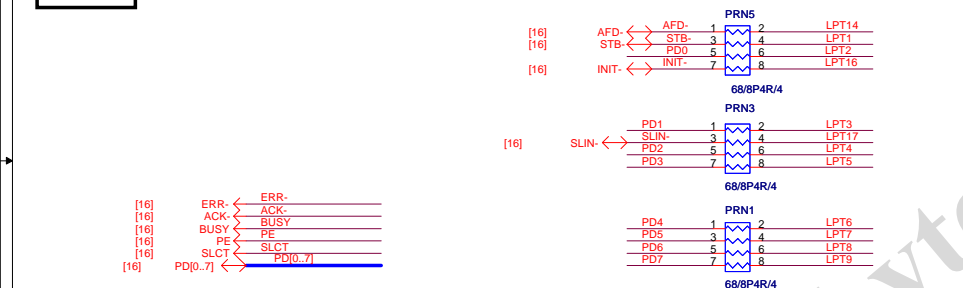 PRN5
[16] AFD- AFD- 1 2 LPT14
[16] STB- STB- 3 4 LPT1
PD0 5 6 LPT2
[16] INIT- INIT- 7 8 LPT16
68/8P4R/4
PRN3
PD1 1 2 LPT3
[16] SLIN- SLIN- 3 4 LPT17
PD2 5 6 LPT4
PD3 7 8 LPT5
68/8P4R/4
[16] ERR- ERR-
[16] ACK- ACK-
[16] BUSY BUSY
[16] PE PE
[16] SLCT SLCT
[16] PD[0..7] PD[0..7]
PRN1
PD4 1 2 LPT6
PD5 3 4 LPT7
PD6 5 6 LPT8
PD7 7 8 LPT9
68/8P4R/4